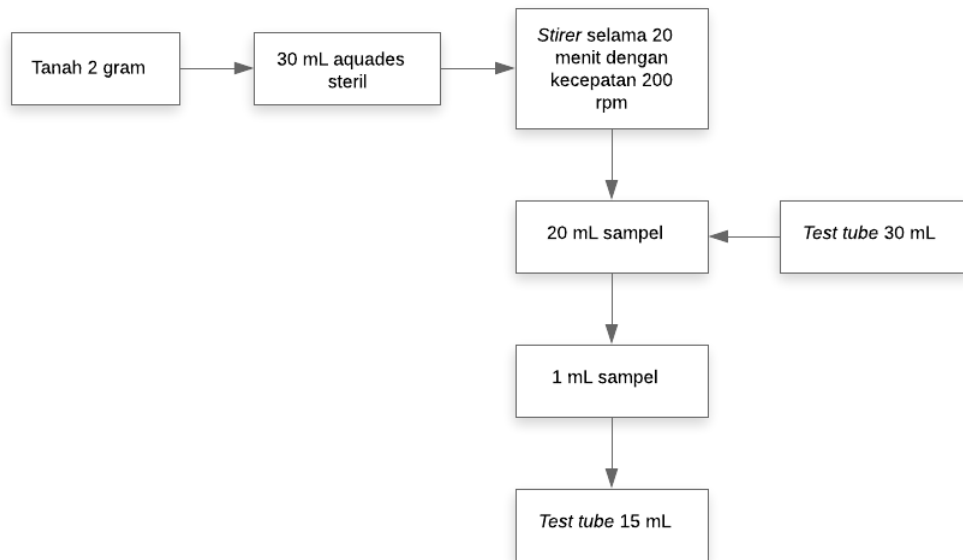 Tanah 2 gram
30 mL aquades
steril
Stirer selama 20
menit dengan
kecepatan 200
rpm
20 mL sampel
Test tube 30 mL
1 mL sampel
Test tube 15 mL